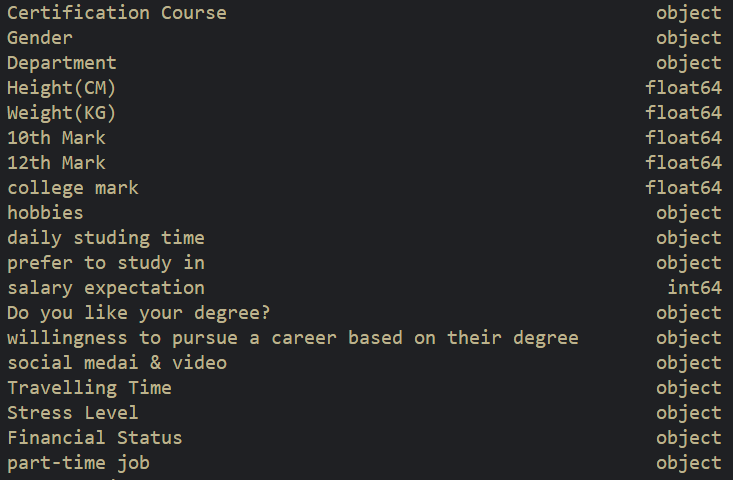 Certification Course object
Gender object
Department object
Height(CM) float64
Weight(KG) float64
10th Mark float64
12th Mark float64
college mark float64
hobbies object
daily studing time object
prefer to study in object
salary expectation int64
Do you like your degree? object
willingness to pursue a career based on their degree object
social medai & video object
Travelling Time object
Stress Level object
Financial Status object
part-time job object